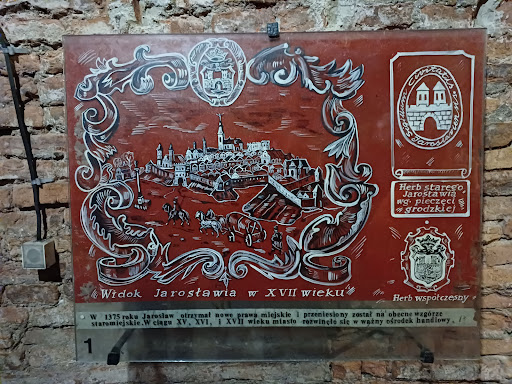 Widok Jarosławia w XVII wieku
Herb starego
Jarosławia
wg. pieczęci
grodzkiej
Herb współczesny
W 1375 roku Jarosław otrzymał nowe prawa miejskie i przeniesiony został na obecne wzgórze
staromiejskie. W ciągu XV, XVI, i XVII wieku miasto rozwinęło się w ważny ośrodek handlowy.
1